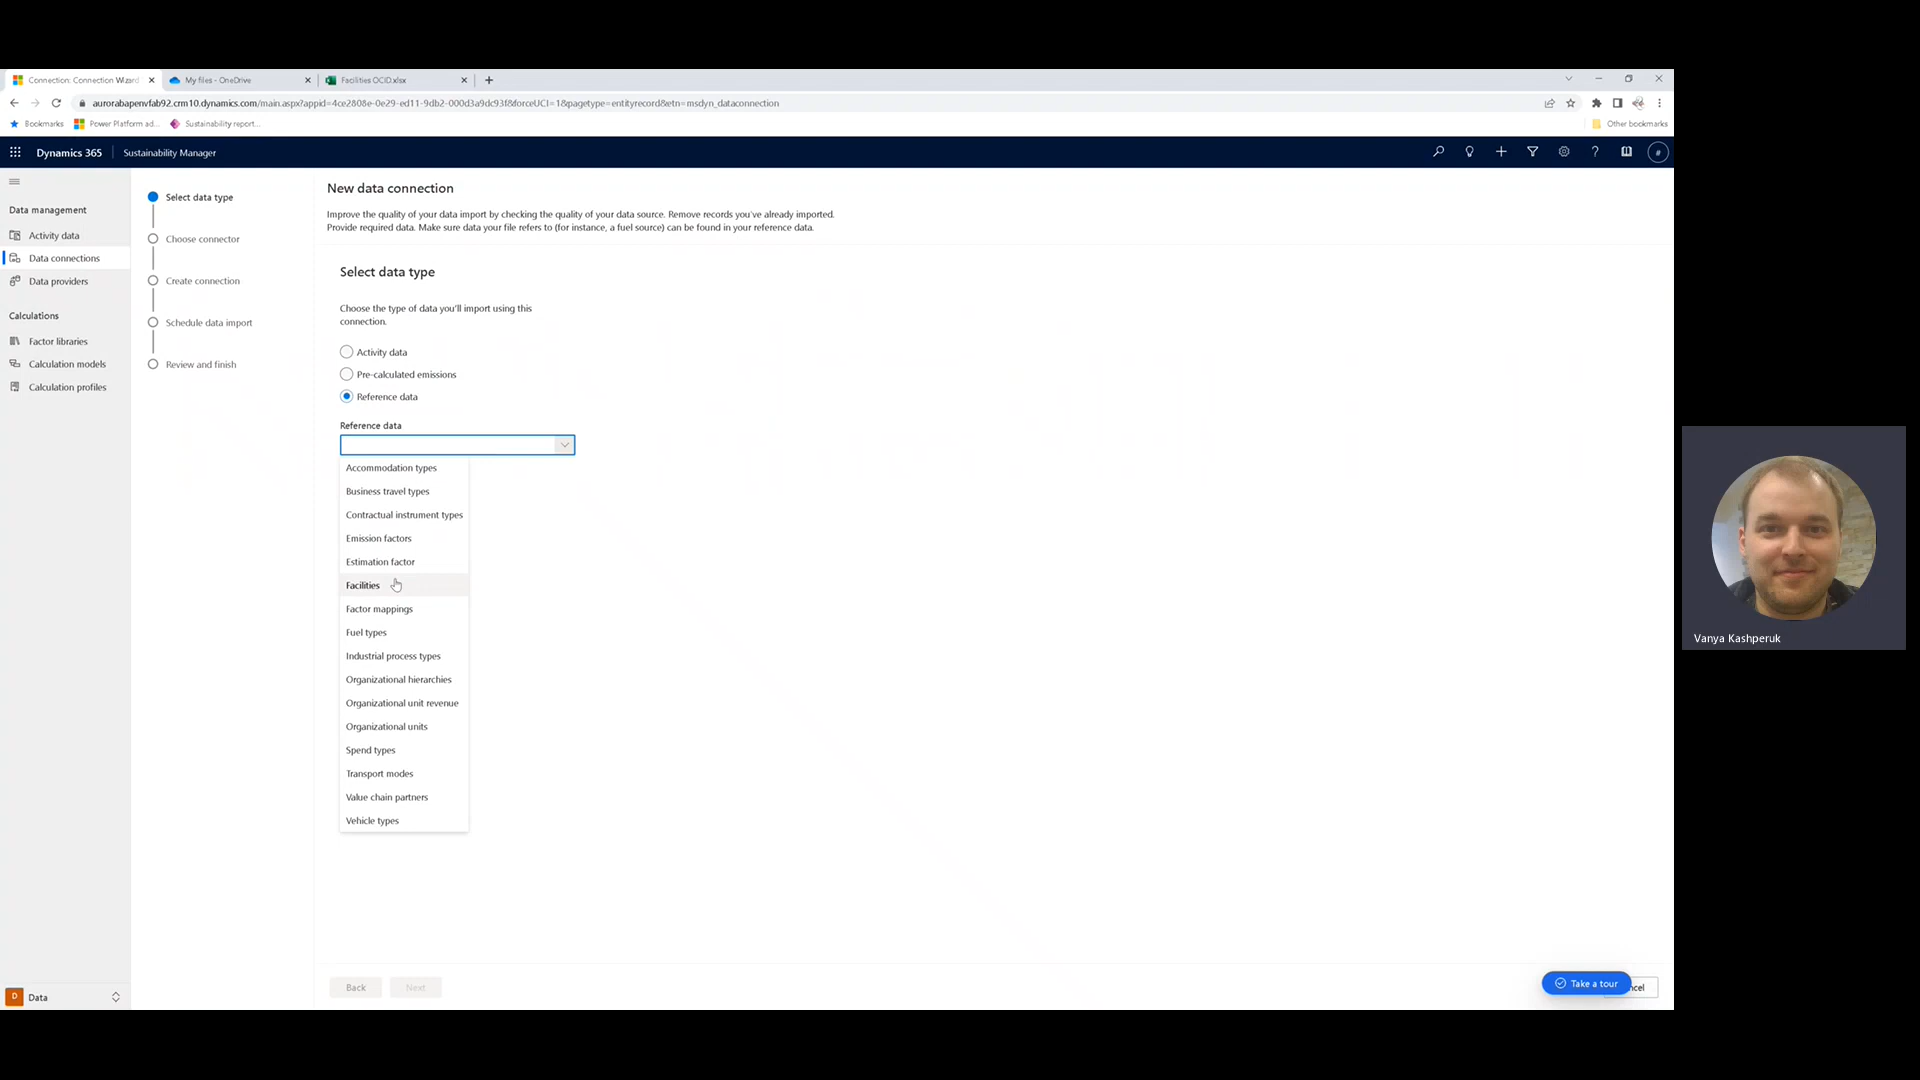 Connection: Connection Wizard
My files - OneDrive
Facilities OCID.xlsx
aurorabapenvfab92.crm10.dynamics.com/main.aspx?appid=4ce2808e-0e29-ed11-9db2-000d3a9dc93f&forceUCI=1&pagetype=entityrecord&etn=msdyn_dataconnection
Bookmarks
Power Platform ad...
Sustainability report...
Other bookmarks
Dynamics 365
Sustainability Manager
#
Data management
Activity data
Data connections
Data providers
Calculations
Factor libraries
Calculation models
Calculation profiles
D
Data
Select data type
Choose connector
Create connection
Schedule data import
Review and finish
New data connection
Improve the quality of your data import by checking the quality of your data source. Remove records you've already imported.
Provide required data. Make sure data your file refers to (for instance, a fuel source) can be found in your reference data.
Select data type
Choose the type of data you'll import using this
connection.
Activity data
Pre-calculated emissions
Reference data
Reference data
Accommodation types
Business travel types
Contractual instrument types
Emission factors
Estimation factor
Facilities
Factor mappings
Fuel types
Industrial process types
Organizational hierarchies
Organizational unit revenue
Organizational units
Spend types
Transport modes
Value chain partners
Vehicle types
Back
Next
Take a tour
ncel
Vanya Kashperuk